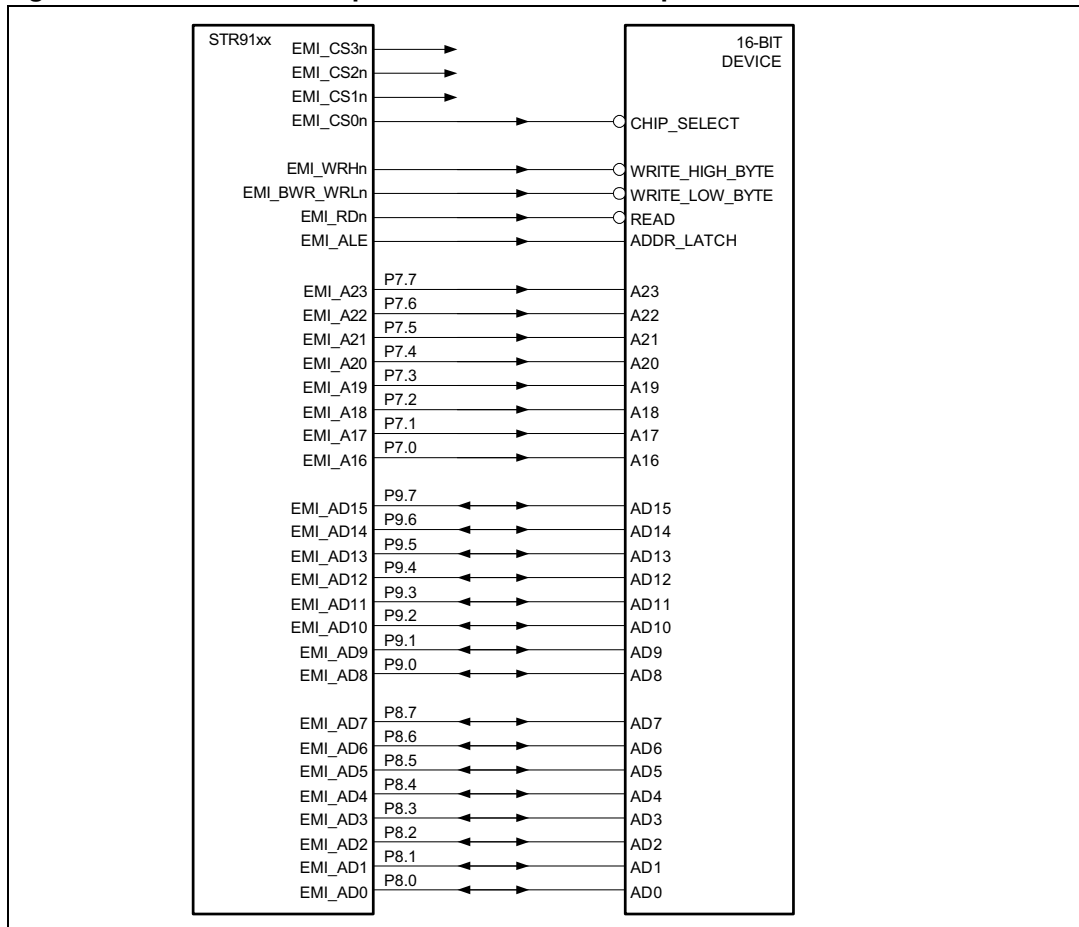 STR91xx
16-BIT
DEVICE
EMI_CS3n
EMI_CS2n
EMI_CS1n
EMI_CS0n CHIP_SELECT
EMI_WRHn WRITE_HIGH_BYTE
EMI_BWR_WRLn WRITE_LOW_BYTE
EMI_RDn READ
EMI_ALE ADDR_LATCH
EMI_A23 P7.7 A23
EMI_A22 P7.6 A22
EMI_A21 P7.5 A21
EMI_A20 P7.4 A20
EMI_A19 P7.3 A19
EMI_A18 P7.2 A18
EMI_A17 P7.1 A17
EMI_A16 P7.0 A16
EMI_AD15 P9.7 AD15
EMI_AD14 P9.6 AD14
EMI_AD13 P9.5 AD13
EMI_AD12 P9.4 AD12
EMI_AD11 P9.3 AD11
EMI_AD10 P9.2 AD10
EMI_AD9 P9.1 AD9
EMI_AD8 P9.0 AD8
EMI_AD7 P8.7 AD7
EMI_AD6 P8.6 AD6
EMI_AD5 P8.5 AD5
EMI_AD4 P8.4 AD4
EMI_AD3 P8.3 AD3
EMI_AD2 P8.2 AD2
EMI_AD1 P8.1 AD1
EMI_AD0 P8.0 AD0